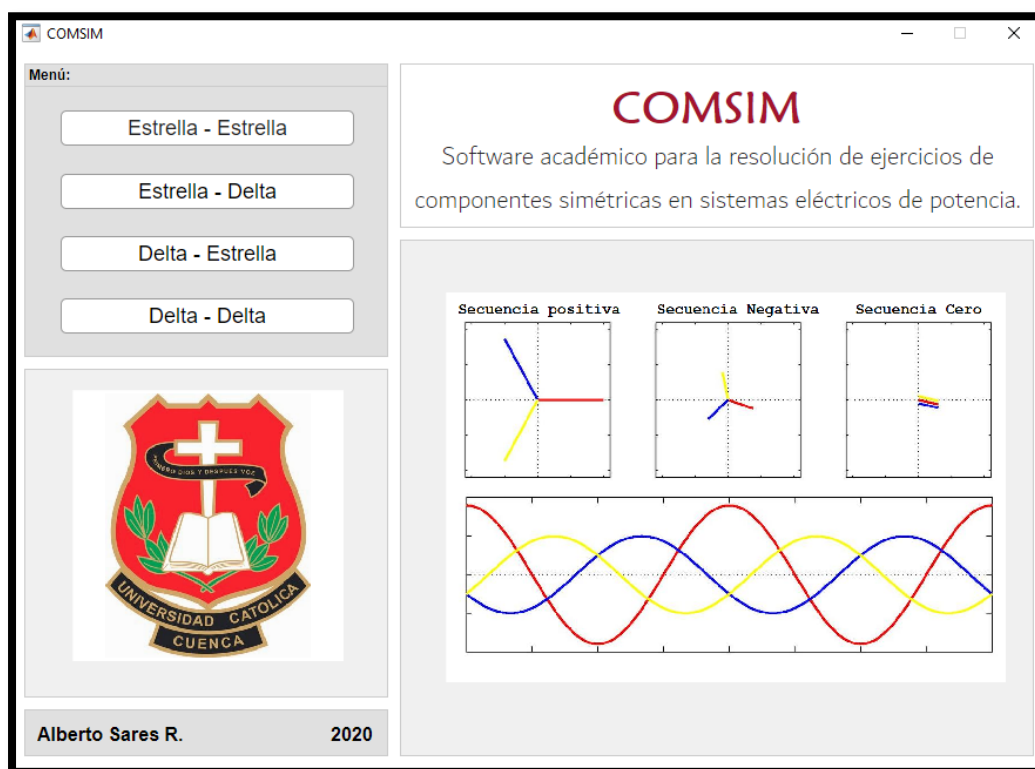 COMSIM
Menú:
Estrella - Estrella
Estrella - Delta
Delta - Estrella
Delta - Delta
UNIVERSIDAD CATOLICA
CUENCA
Alberto Sares R.
2020
COMSIM
Software académico para la resolución de ejercicios de
componentes simétricas en sistemas eléctricos de potencia.
Secuencia positiva
Secuencia Negativa
Secuencia Cero